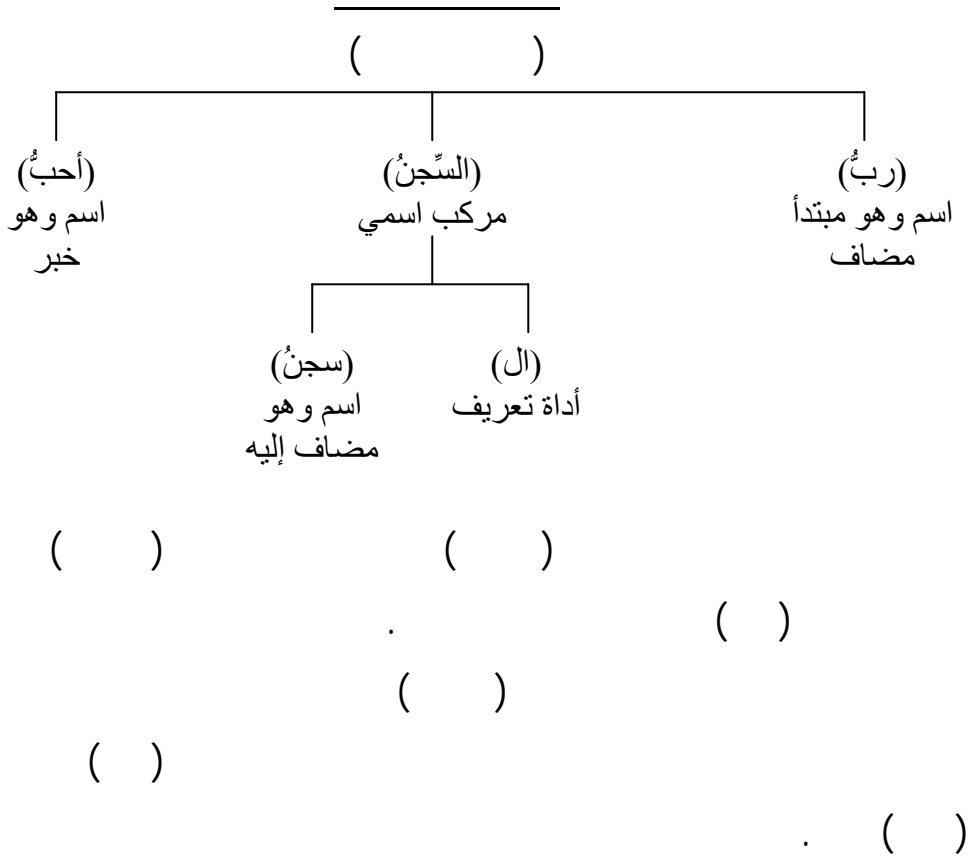 ( )
(ربُّ) (السِّجنُ) (أحبُّ)
اسم وهو مبتدأ مركب اسمي اسم وهو
مضاف خبر
(ال) (سجنُ)
أداة تعريف اسم وهو
مضاف إليه
( ) ( )
( ) .
( )
( )
( ) .